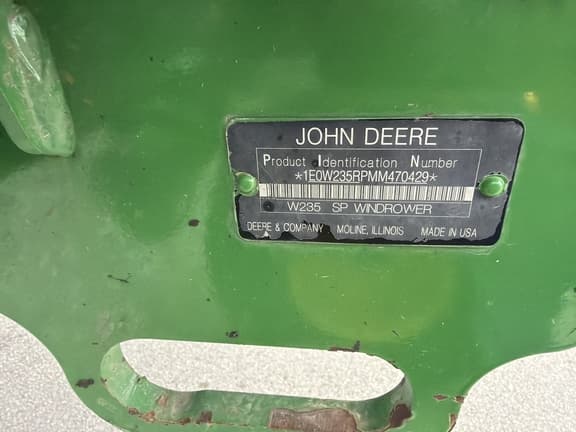 JOHN DEERE
Product Identification Number
*1E0W235RPMM470429*
W235 SP WINDROWER
DEERE & COMPANY MOLINE, ILLINOIS MADE IN USA